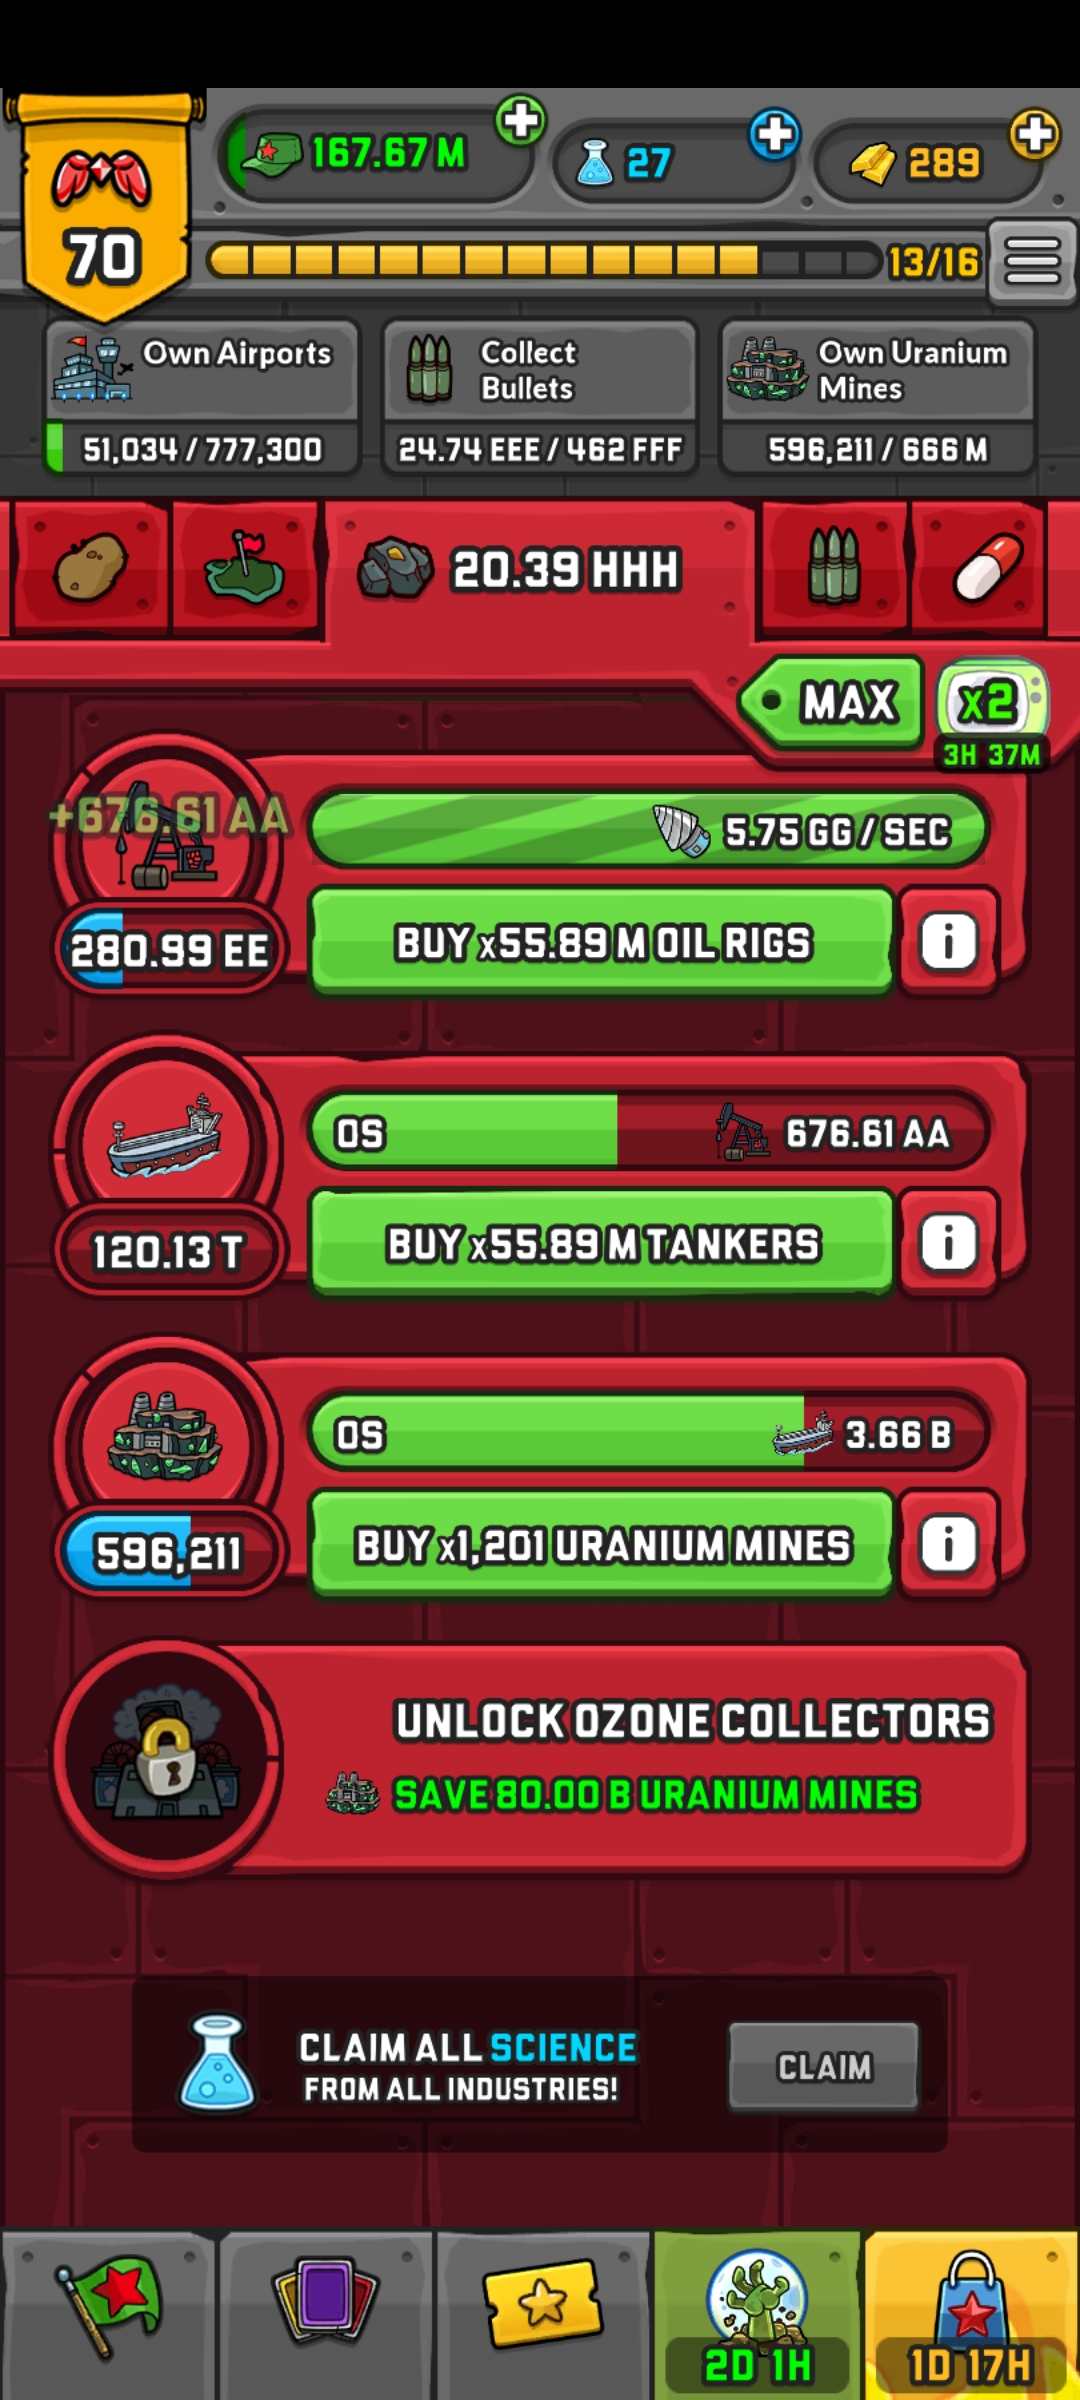 167.67 M
27
289
70
13/16
Own Airports
51,034 / 777,300
Collect
Bullets
24.74 EEE / 462 FFF
Own Uranium
Mines
596,211 / 666 M
20.39 HHH
MAX
x2
3H 37M
+676.61 AA
5.75 GG / SEC
280.99 EE
BUY x55.89 M OIL RIGS
i
0S
676.61 AA
120.13 T
BUY x55.89 M TANKERS
i
0S
3.66 B
596,211
BUY x1,201 URANIUM MINES
i
UNLOCK OZONE COLLECTORS
SAVE 80.00 B URANIUM MINES
CLAIM ALL SCIENCE
FROM ALL INDUSTRIES!
CLAIM
2D 1H
1D 17H